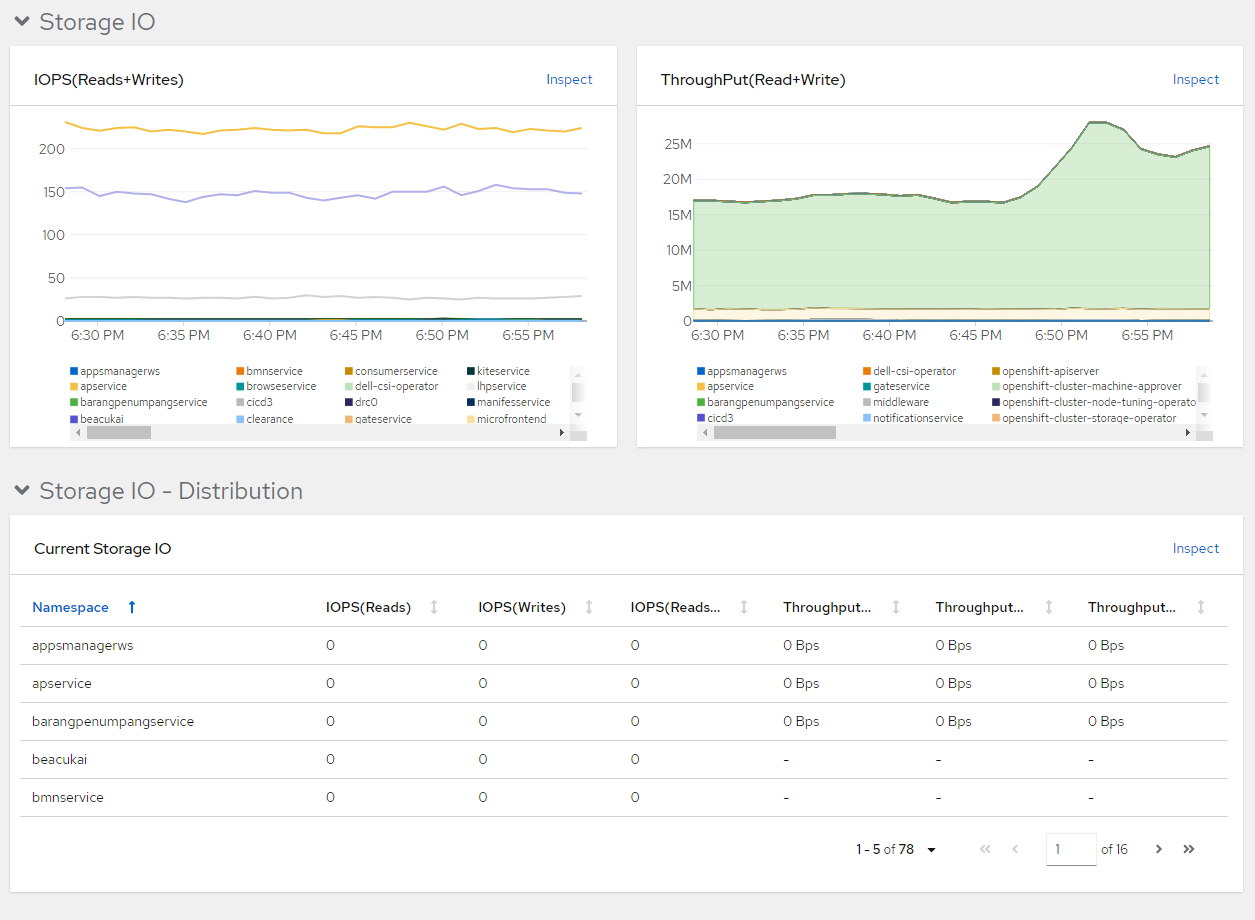 Storage IO
IOPS(Reads+Writes) Inspect
200
150
100
50
0
6:30 PM 6:35 PM 6:40 PM 6:45 PM 6:50 PM 6:55 PM
appsmanagerws bmnservice consumerservice kiteservice
apservice browseservice dell-csi-operator lhpservice
barangpenumpangservice cicd3 drc0 manifesservice
beacukai clearance gateservice microfrontend
ThroughPut(Read+Write) Inspect
25M
20M
15M
10M
5M
0
6:30 PM 6:35 PM 6:40 PM 6:45 PM 6:50 PM 6:55 PM
appsmanagerws dell-csi-operator openshift-apiserver
apservice gateservice openshift-cluster-machine-approver
barangpenumpangservice middleware openshift-cluster-node-tuning-operato
cicd3 notificationservice openshift-cluster-storage-operator
Storage IO - Distribution
Current Storage IO Inspect
Namespace IOPS(Reads) IOPS(Writes) IOPS(Reads... Throughput... Throughput... Throughput...
appsmanagerws 0 0 0 0 Bps 0 Bps 0 Bps
apservice 0 0 0 0 Bps 0 Bps 0 Bps
barangpenumpangservice 0 0 0 0 Bps 0 Bps 0 Bps
beacukai 0 0 0 - - -
bmnservice 0 0 0 - - -
1 - 5 of 78 1 of 16